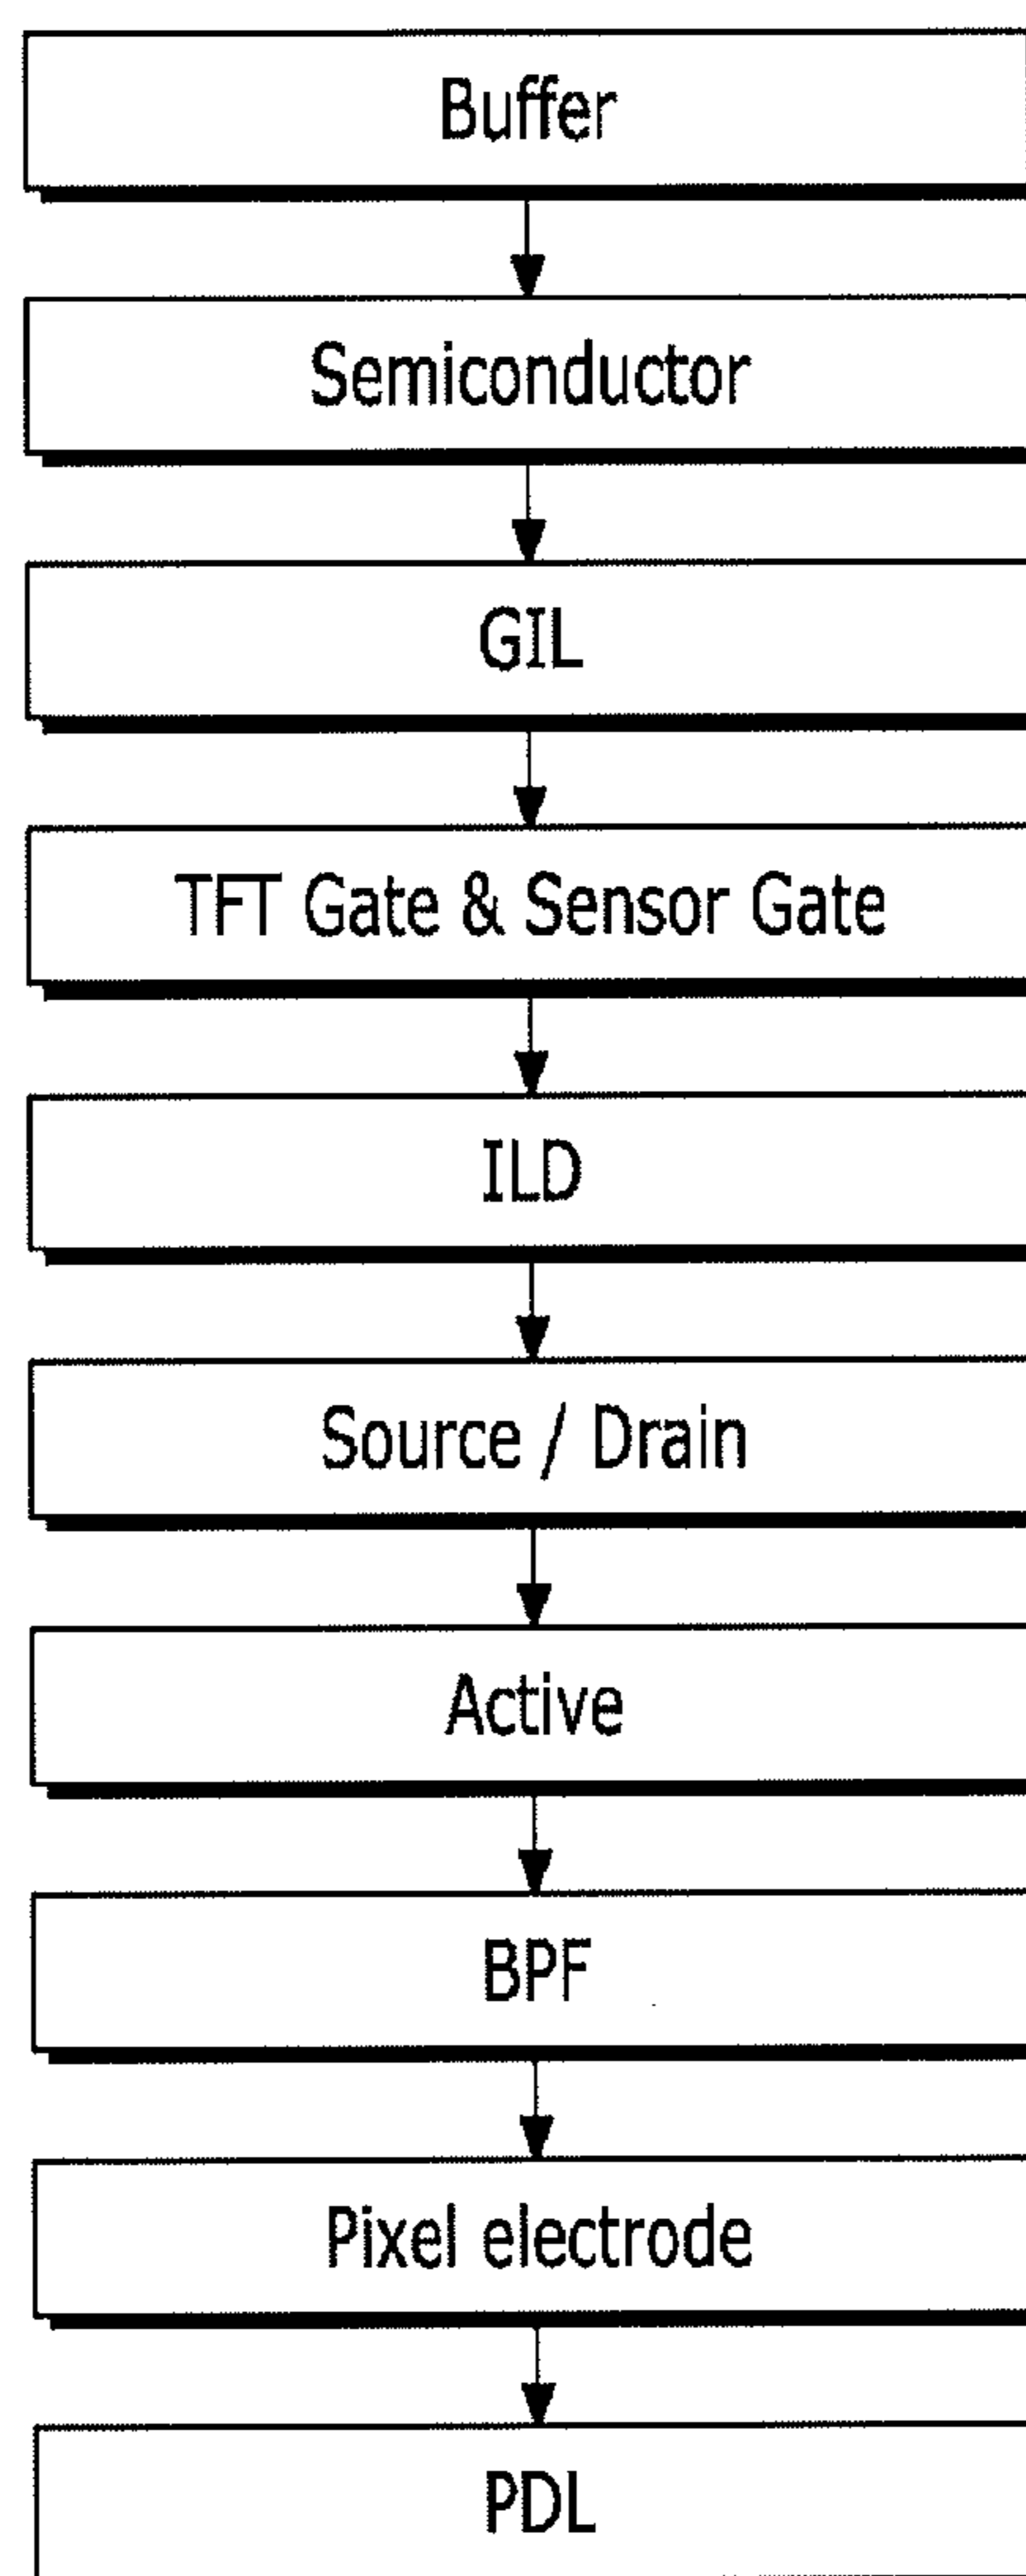 Buffer
Semiconductor
GIL
TFT Gate & Sensor Gate
ILD
Source / Drain
Active
BPF
Pixel electrode
PDL